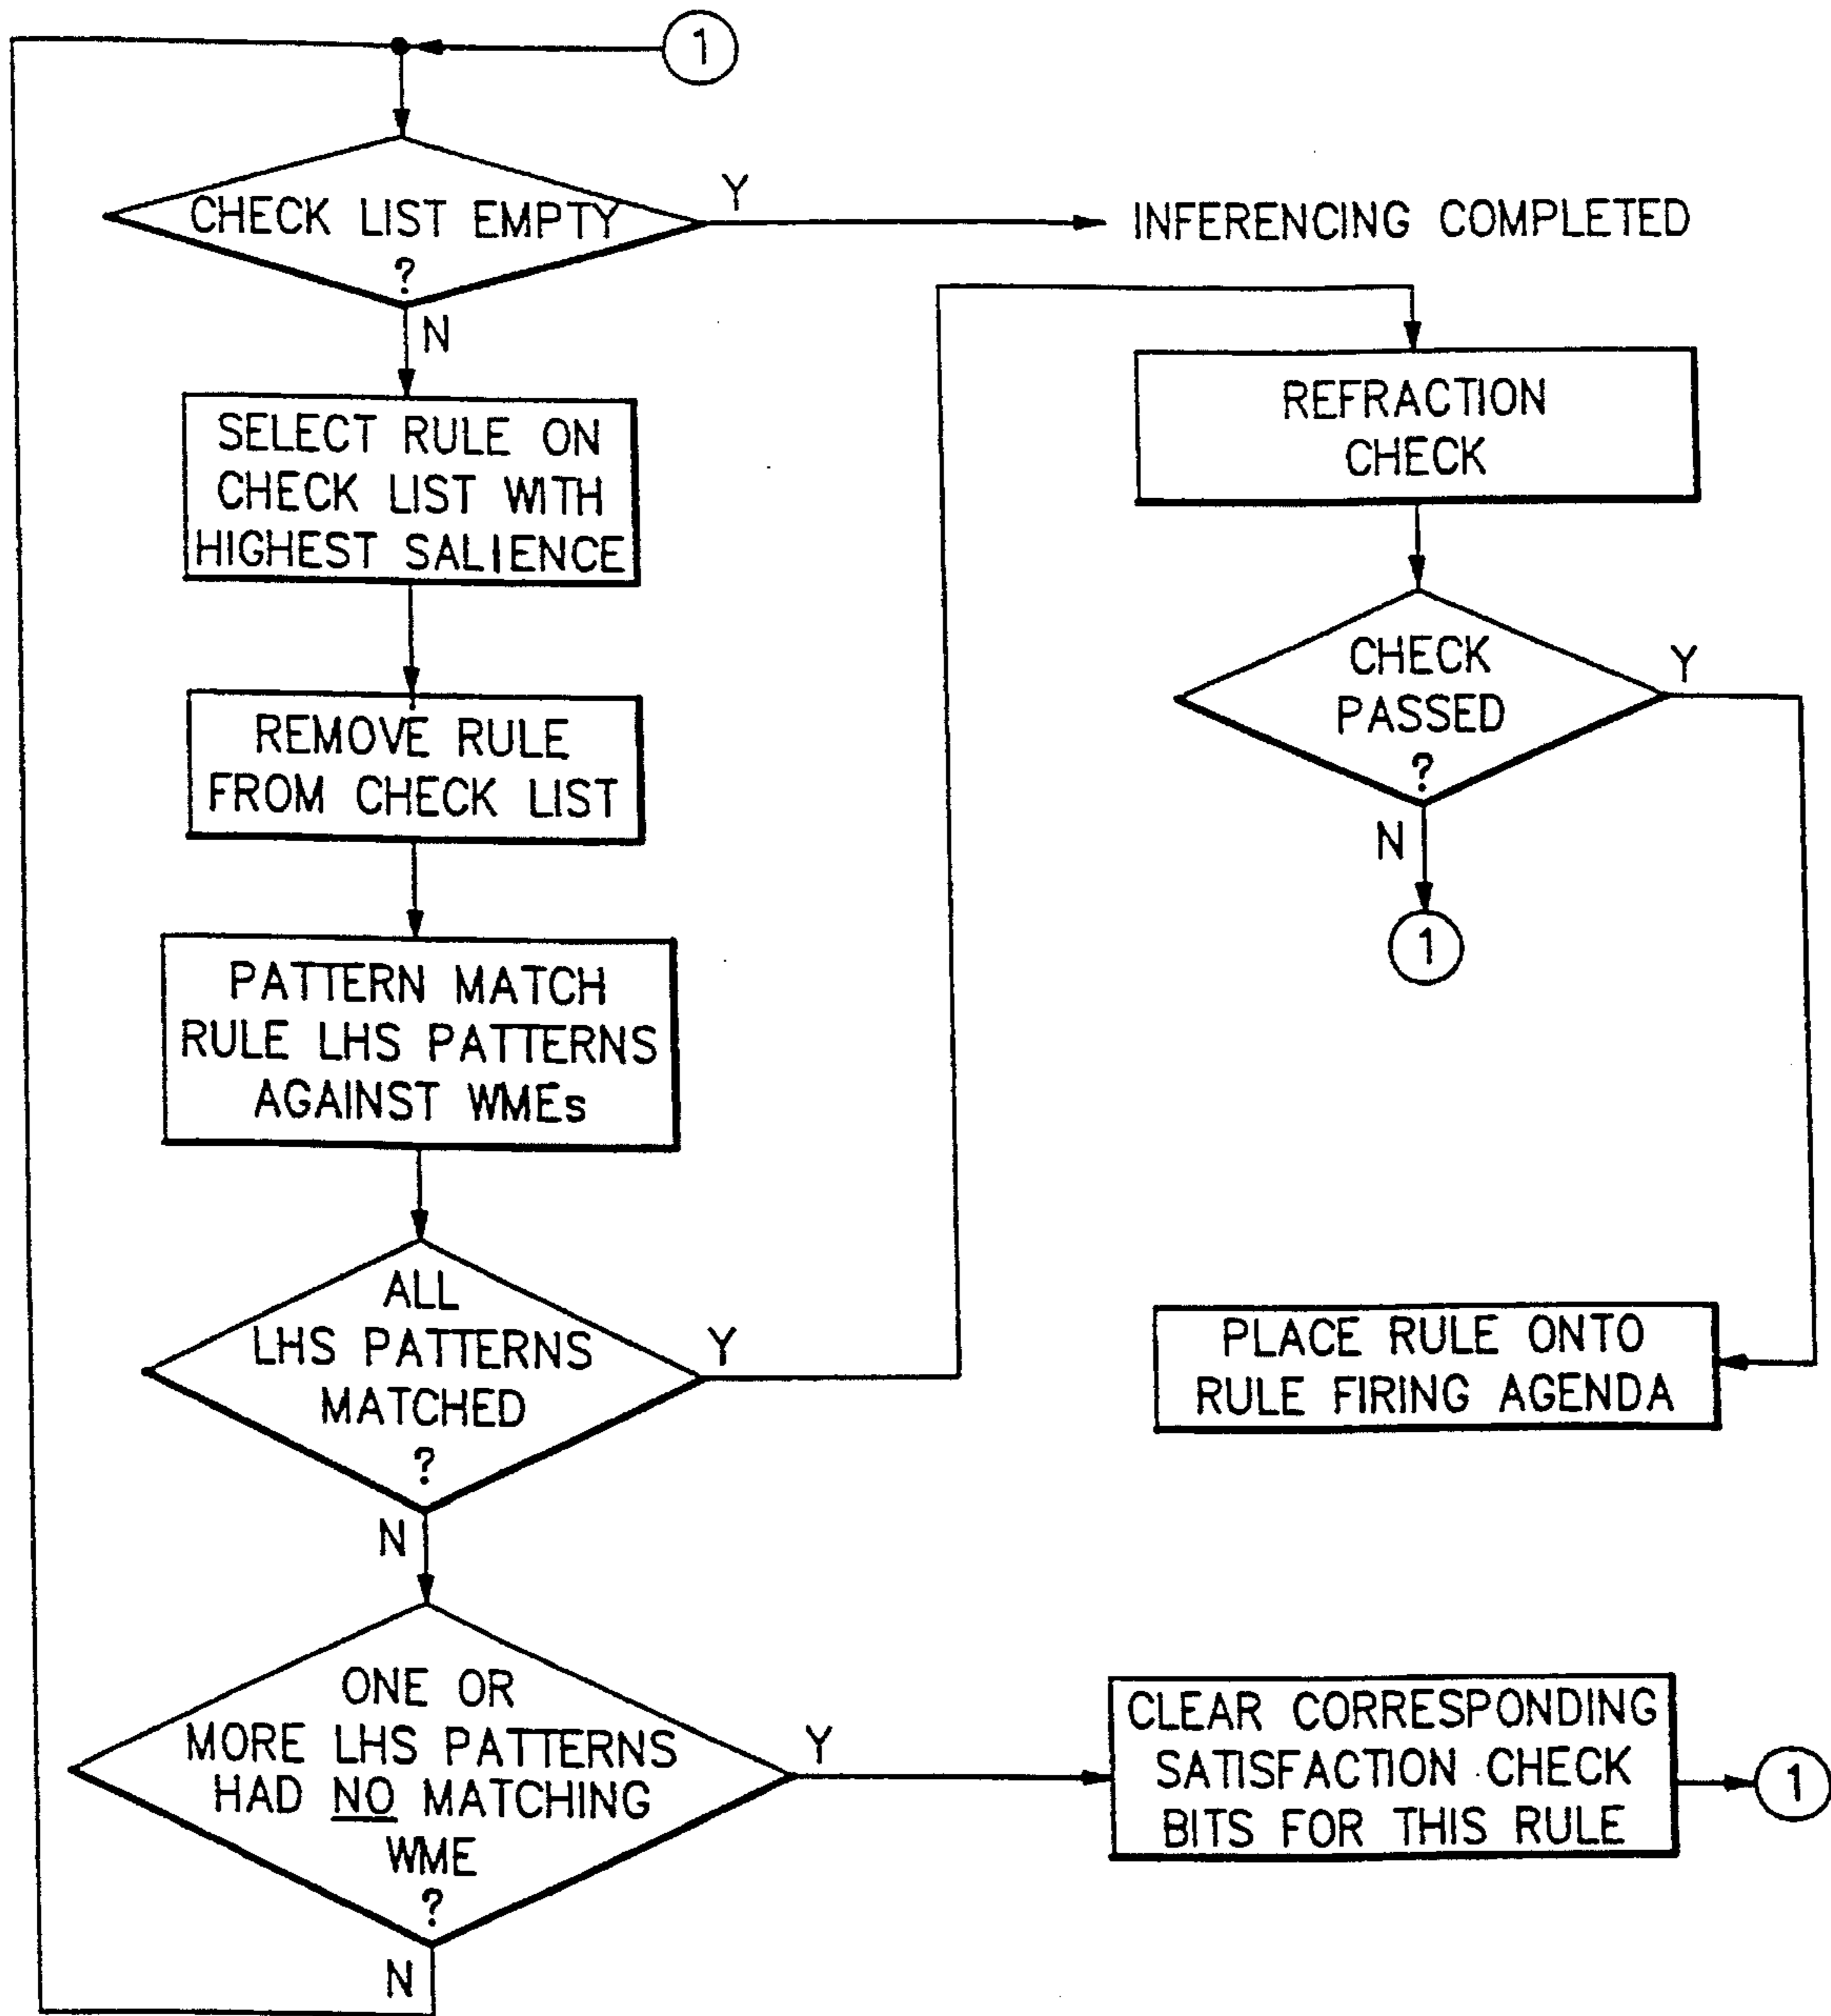 1
CHECK LIST EMPTY
?
Y
INFERENCING COMPLETED
N
SELECT RULE ON
CHECK LIST WITH
HIGHEST SALIENCE
REMOVE RULE
FROM CHECK LIST
PATTERN MATCH
RULE LHS PATTERNS
AGAINST WMEs
ALL
LHS PATTERNS
MATCHED
?
Y
N
REFRACTION
CHECK
CHECK
PASSED
?
Y
N
1
PLACE RULE ONTO
RULE FIRING AGENDA
ONE OR
MORE LHS PATTERNS
HAD NO MATCHING
WME
?
Y
N
CLEAR CORRESPONDING
SATISFACTION CHECK
BITS FOR THIS RULE
1